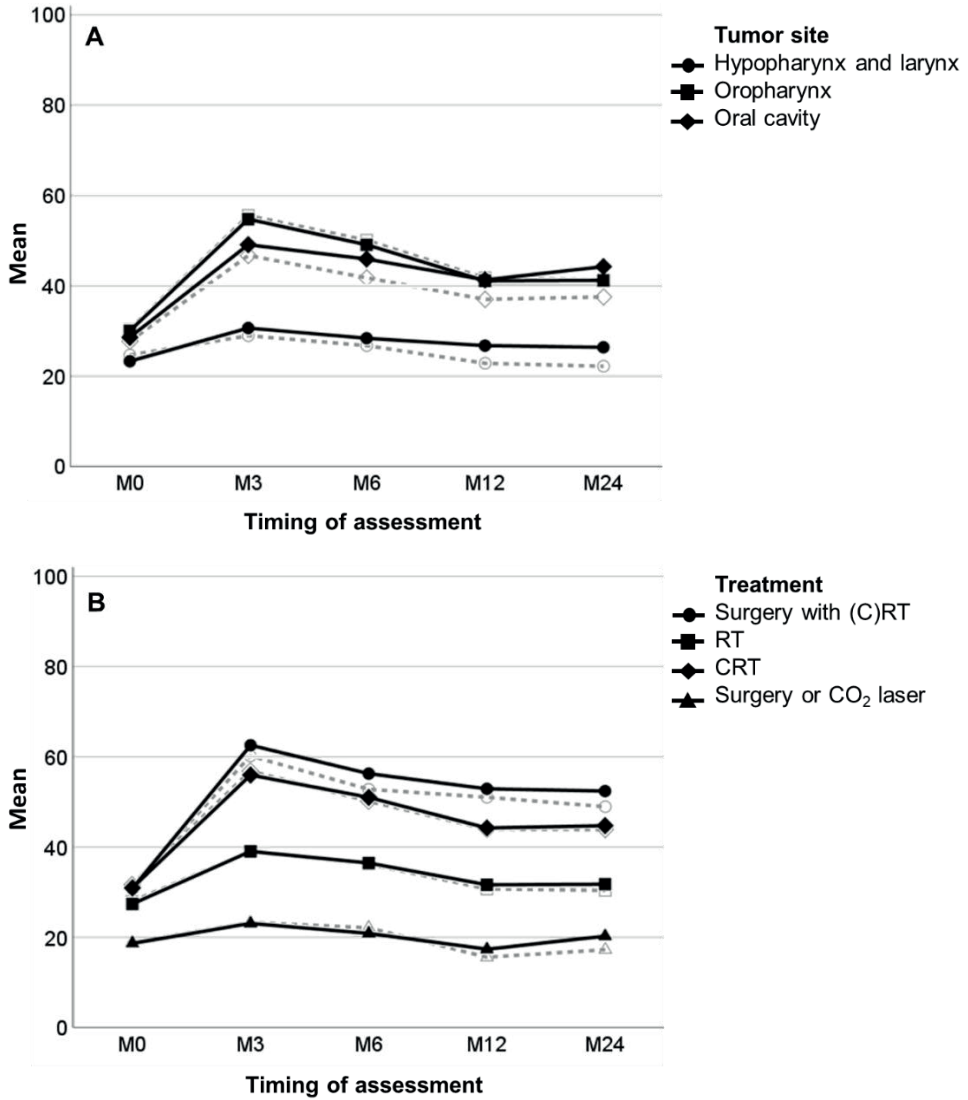 100
A
Tumor site
Hypopharynx and larynx
Oropharynx
Oral cavity
80
60
40
20
0
Mean
M0 M3 M6 M12 M24
Timing of assessment
100
B
Treatment
Surgery with (C)RT
RT
CRT
Surgery or CO₂ laser
80
60
40
20
0
Mean
M0 M3 M6 M12 M24
Timing of assessment